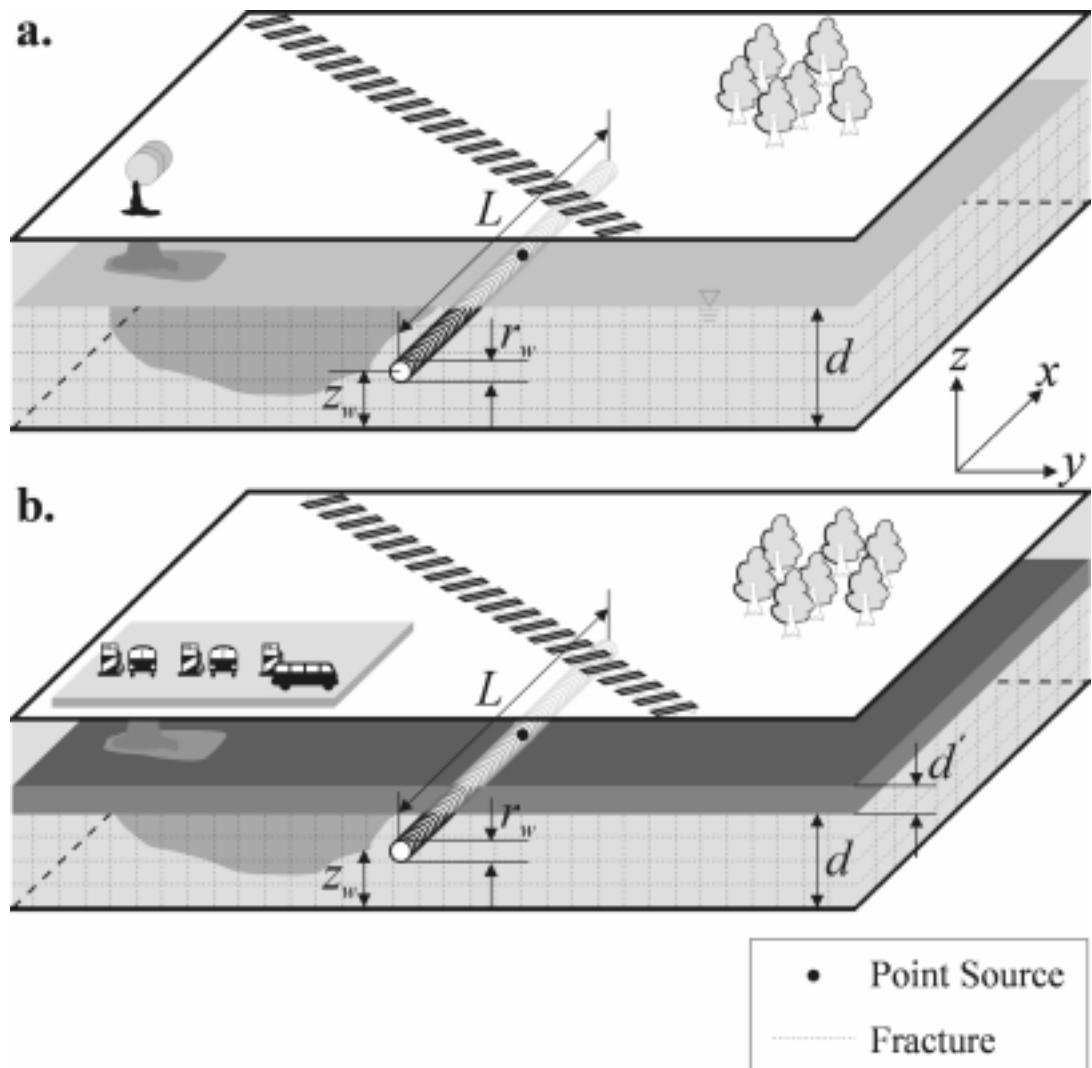 a.
L
r_w
z_w
d
z
x
y
b.
L
r_w
z_w
d'
d
Point Source
Fracture